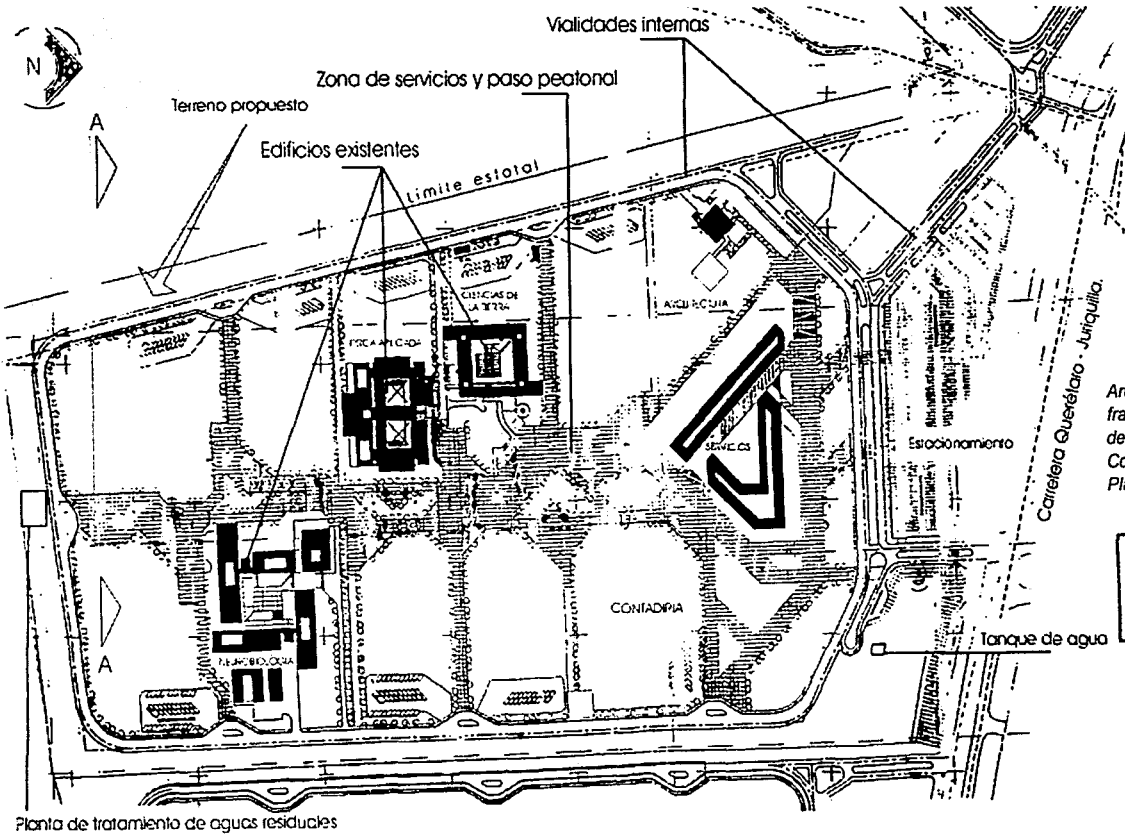 Vialidades internas
N
Zona de servicios y paso peatonal
Terreno propuesto
A
Edificios existentes
Límite estatal
CIENCIAS DE
LA TIERRA
ARQUITECTURA
FISICA APLICADA
Carretera Querétaro - Juriquilla.
SERVICIOS
Estacionamiento
CONTADURIA
A
Tanque de agua
NEUROBIOLOGIA
Planta de tratamiento de aguas residuales